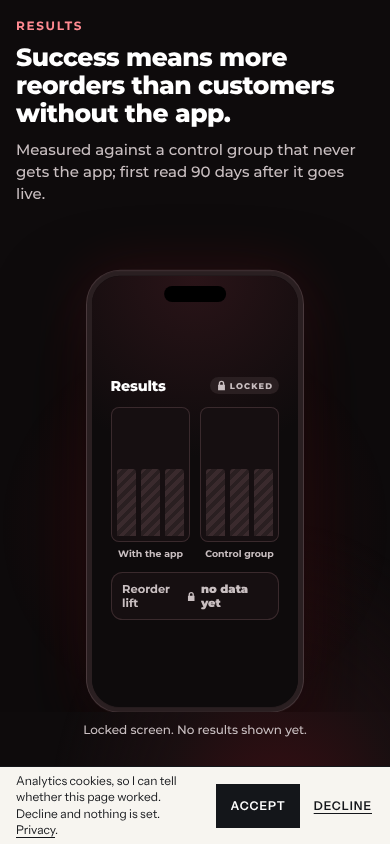 RESULTS
Success means more
reorders than customers
without the app.
Measured against a control group that never
gets the app; first read 90 days after it goes
live.
Results
LOCKED
With the app
Control group
Reorder
lift
no data
yet
Locked screen. No results shown yet.
Analytics cookies, so I can tell
whether this page worked.
Decline and nothing is set.
Privacy.
ACCEPT
DECLINE